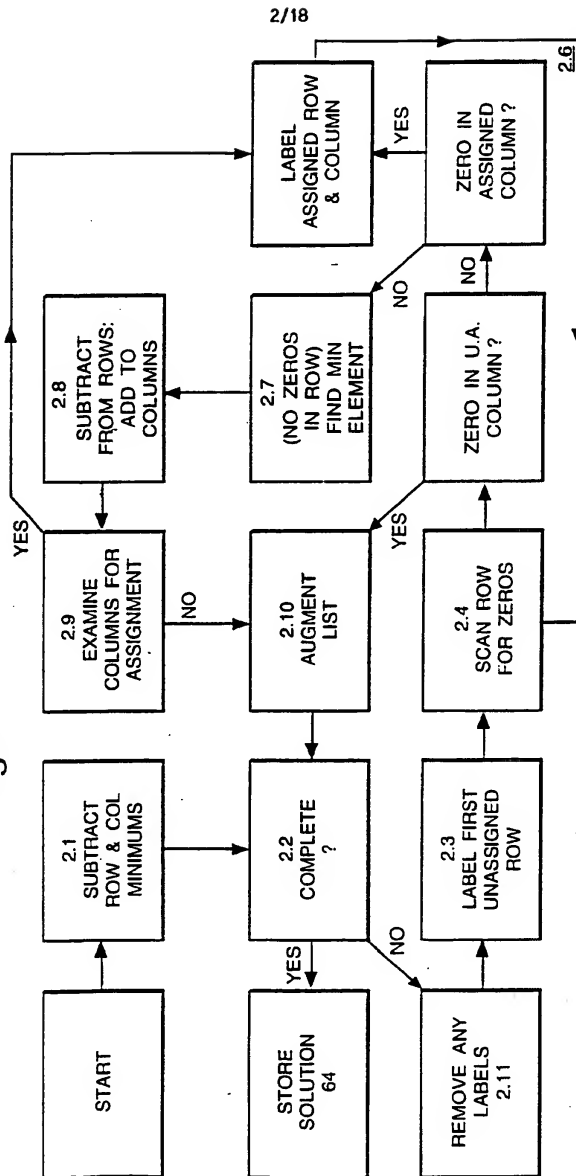 2/18
START
2.1
SUBTRACT
ROW & COL
MINIMUMS
2.9
EXAMINE
COLUMNS FOR
ASSIGNMENT
YES
NO
2.8
SUBTRACT
FROM ROWS:
ADD TO
COLUMNS
LABEL
ASSIGNED ROW
& COLUMN
STORE
SOLUTION
64
YES
2.2
COMPLETE
?
NO
2.10
AUGMENT
LIST
YES
2.7
(NO ZEROS
IN ROW)
FIND MIN
ELEMENT
NO
YES
REMOVE ANY
LABELS
2.11
2.3
LABEL FIRST
UNASSIGNED
ROW
2.4
SCAN ROW
FOR ZEROS
ZERO IN U.A.
COLUMN ?
NO
ZERO IN
ASSIGNED
COLUMN ?
2.6